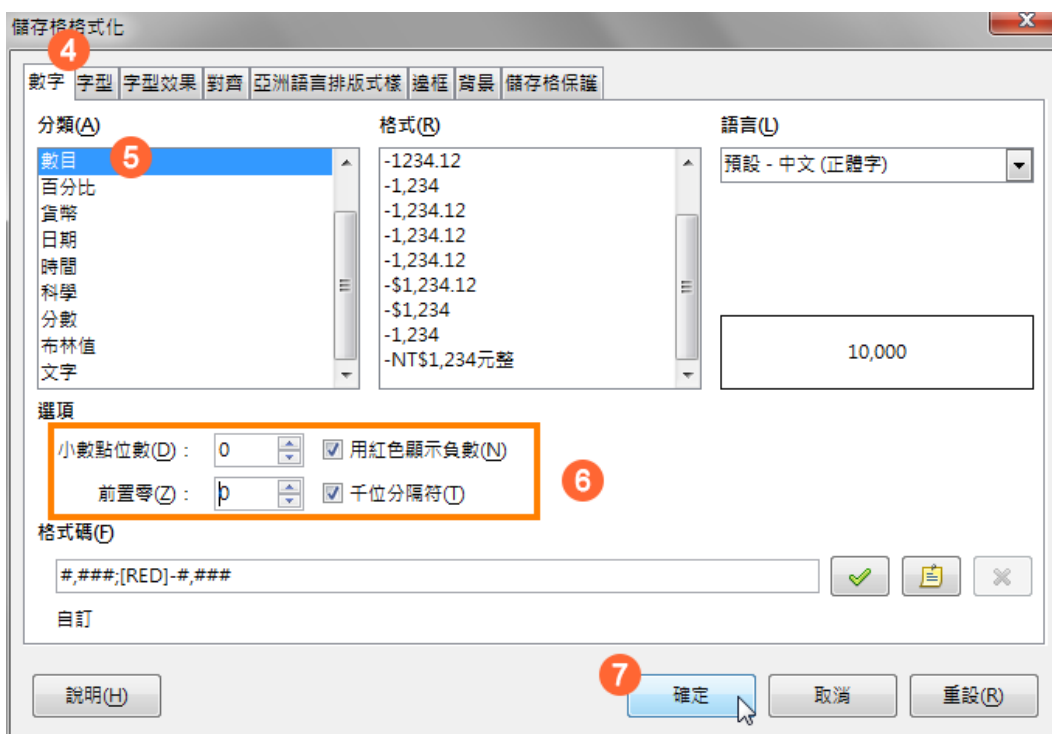 儲存格格式化
4
數字 字型 字型效果 對齊 亞洲語言排版式樣 邊框 背景 儲存格保護
分類(A)
數目 5
百分比
貨幣
日期
時間
科學
分數
布林值
文字
格式(R)
-1234.12
-1,234
-1,234.12
-1,234.12
-1,234.12
-$1,234.12
-$1,234
-1,234
-NT$1,234元整
語言(L)
預設 - 中文 (正體字)
10,000
選項
小數點位數(D)： 0 用紅色顯示負數(N)
前置零(Z)： 0 千位分隔符(T)
6
格式碼(F)
#,###;[RED]-#,###
自訂
7
說明(H) 確定 取消 重設(R)